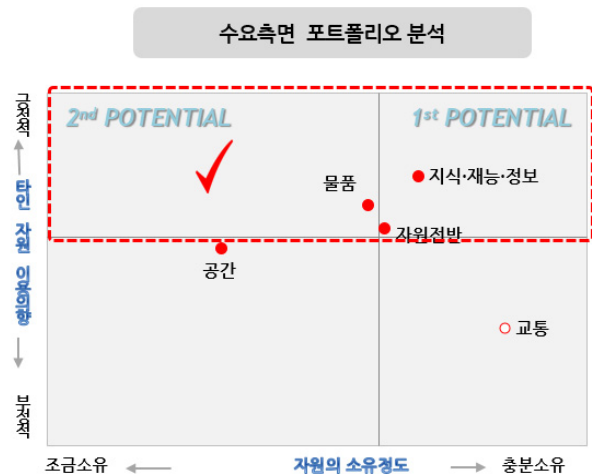 수요측면 포트폴리오 분석
긍정적
2nd POTENTIAL
1st POTENTIAL
물품
지식·재능·정보
자원전반
공간
교통
타인 자원 이용의향
부정적
조금소유
자원의 소유정도
충분소유